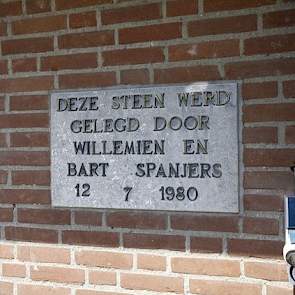 DEZE STEEN WERD
GELEGD DOOR
WILLEMIEN EN
BART SPANJERS
12 7 1980